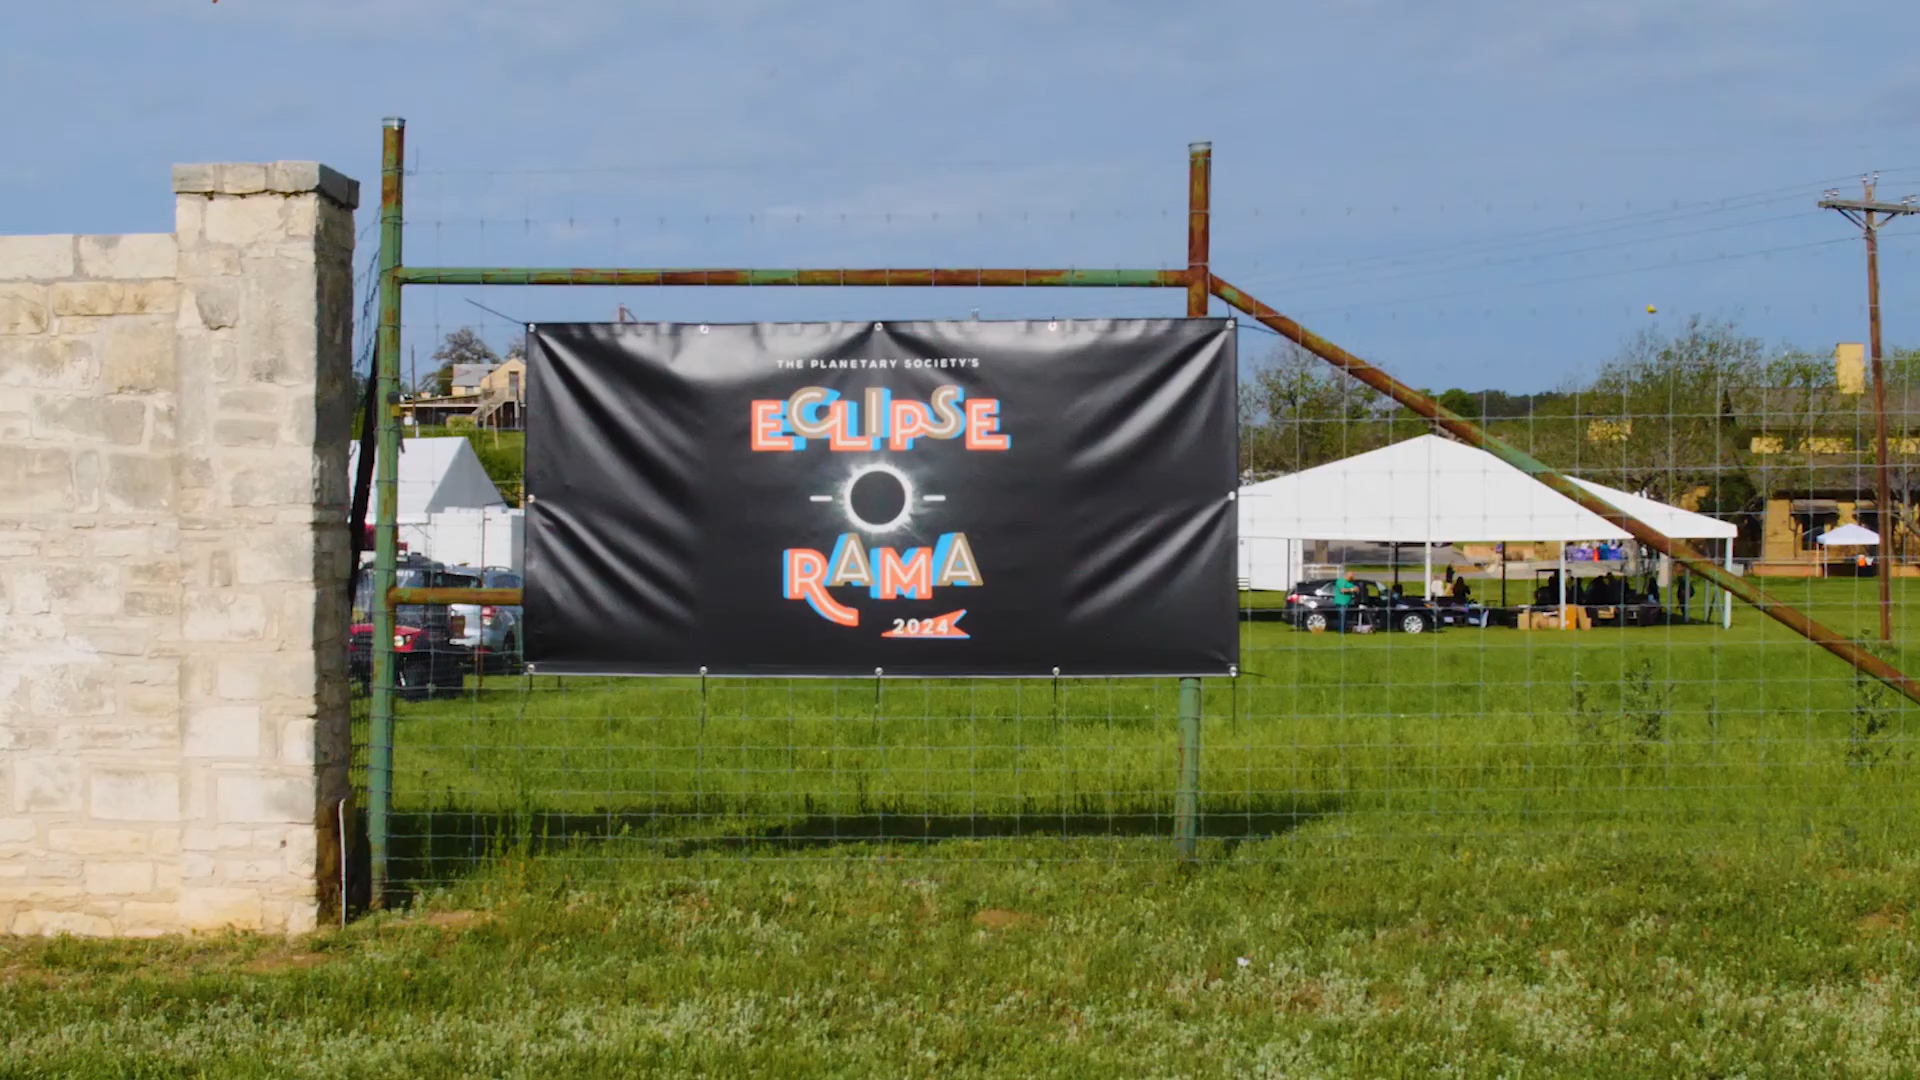 THE PLANETARY SOCIETY'S
ECLIPSE
RAMA
2024